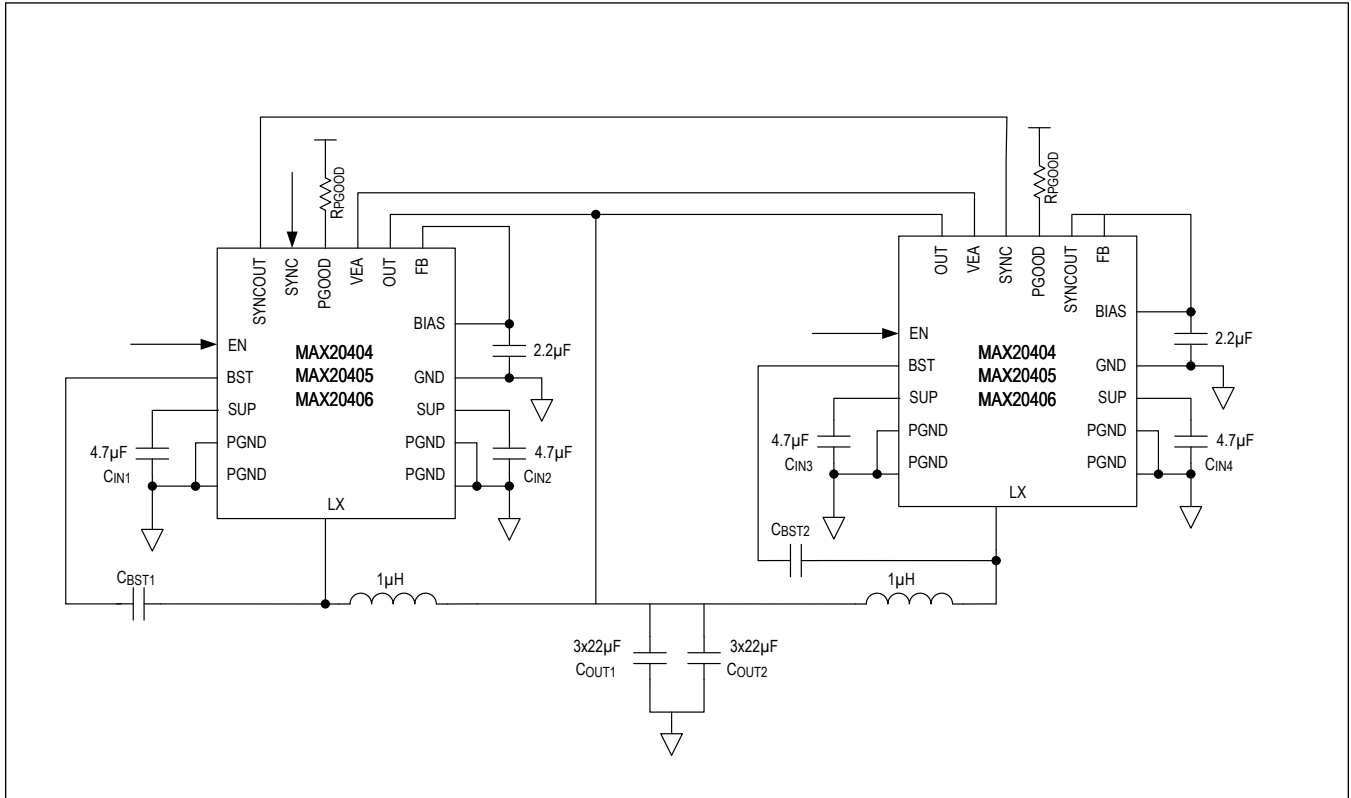 RPGOOD
RPGOOD
SYNCOUT
SYNC
PGOOD
VEA
OUT
FB
EN
BST
SUP
PGND
PGND
MAX20404
MAX20405
MAX20406
BIAS
GND
SUP
PGND
PGND
LX
2.2µF
4.7µF
CIN1
4.7µF
CIN2
CBST1
1µH
OUT
VEA
SYNC
PGOOD
SYNCOUT
FB
EN
BST
SUP
PGND
PGND
MAX20404
MAX20405
MAX20406
BIAS
GND
SUP
PGND
PGND
LX
2.2µF
4.7µF
CIN3
4.7µF
CIN4
CBST2
1µH
3x22µF
COUT1
3x22µF
COUT2